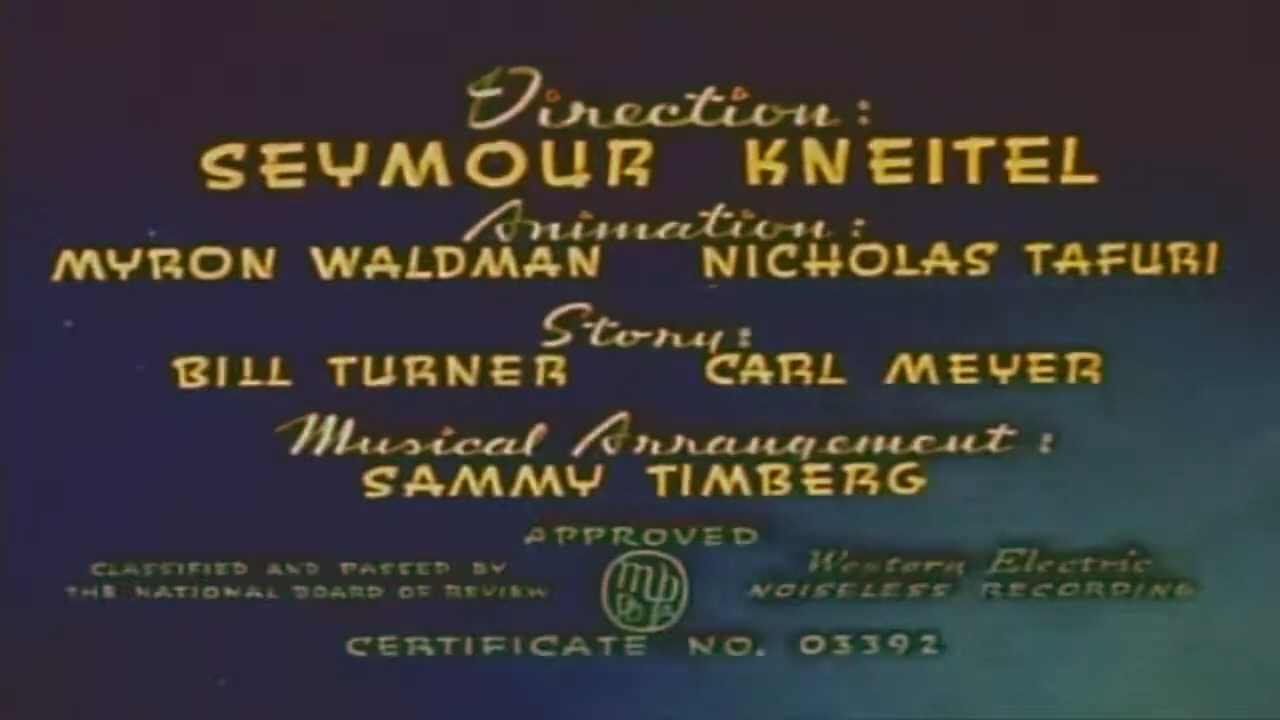 Direction:
SEYMOUR KNEITEL
Animation:
MYRON WALDMAN NICHOLAS TAFURI
Story:
BILL TURNER CARL MEYER
Musical Arrangement:
SAMMY TIMBERG
APPROVED
CLASSIFIED AND PASSED BY
THE NATIONAL BOARD OF REVIEW
Western Electric
NOISELESS RECORDING
CERTIFICATE NO. 03392